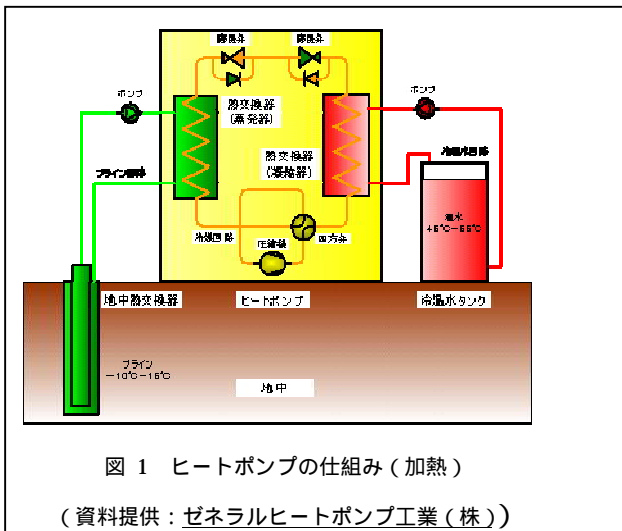 膨張弁 膨張弁
ポンプ ポンプ
熱交換器
(蒸発器)
熱交換器
(凝縮器)
冷温水回路
ブライン回路
温水
冷媒回路 圧縮機 四方弁
地中熱交換器 ヒートポンプ 冷温水タンク
ブライン
地中
図 1 ヒートポンプの仕組み(加熱)
(資料提供:ゼネラルヒートポンプ工業(株))